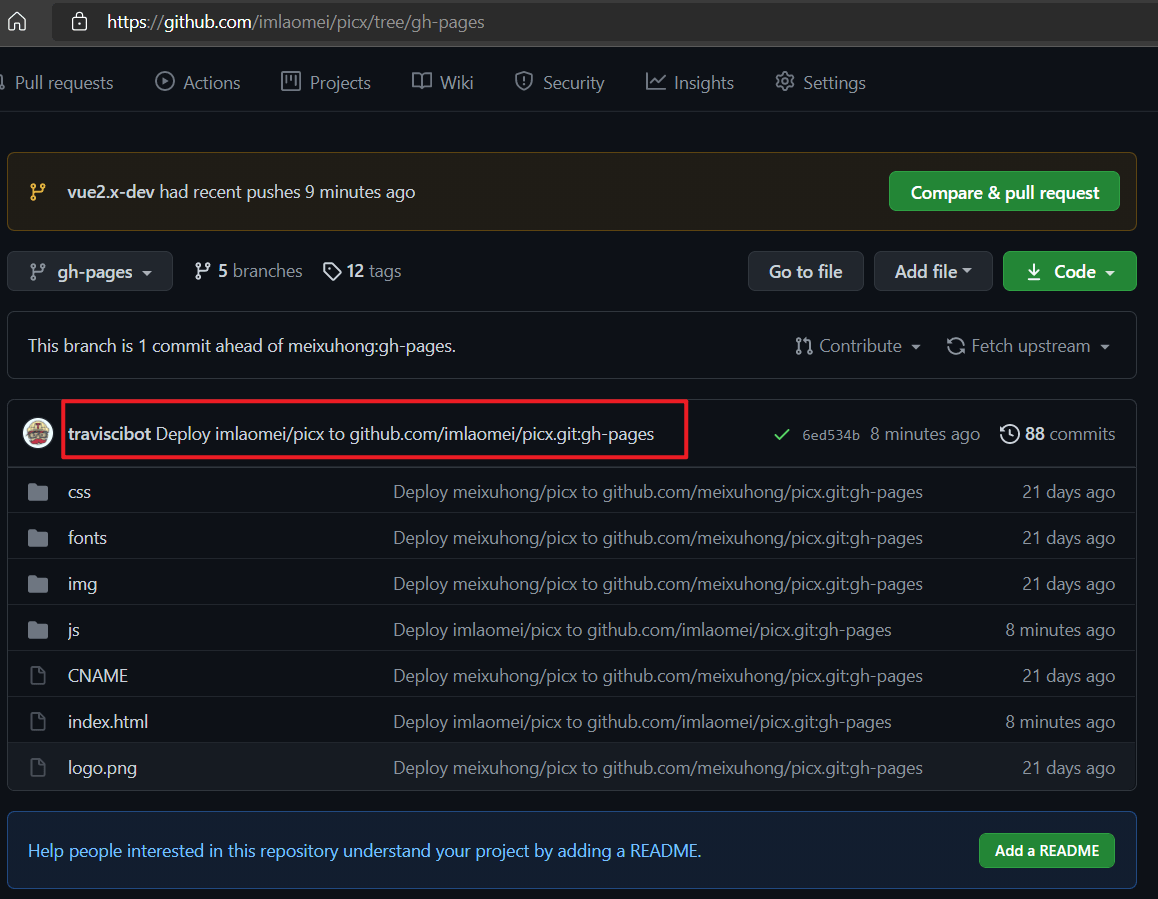 https://github.com/imlaomei/picx/tree/gh-pages
Pull requests Actions Projects Wiki Security Insights Settings
vue2.x-dev had recent pushes 9 minutes ago Compare & pull request
gh-pages 5 branches 12 tags Go to file Add file Code
This branch is 1 commit ahead of meixuhong:gh-pages. Contribute Fetch upstream
traviscibot Deploy imlaomei/picx to github.com/imlaomei/picx.git:gh-pages 6ed534b 8 minutes ago 88 commits
css Deploy meixuhong/picx to github.com/meixuhong/picx.git:gh-pages 21 days ago
fonts Deploy meixuhong/picx to github.com/meixuhong/picx.git:gh-pages 21 days ago
img Deploy meixuhong/picx to github.com/meixuhong/picx.git:gh-pages 21 days ago
js Deploy imlaomei/picx to github.com/imlaomei/picx.git:gh-pages 8 minutes ago
CNAME Deploy meixuhong/picx to github.com/meixuhong/picx.git:gh-pages 21 days ago
index.html Deploy imlaomei/picx to github.com/imlaomei/picx.git:gh-pages 8 minutes ago
logo.png Deploy meixuhong/picx to github.com/meixuhong/picx.git:gh-pages 21 days ago
Help people interested in this repository understand your project by adding a README. Add a README